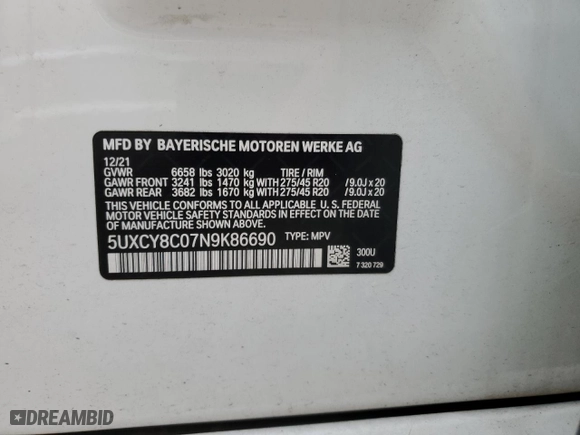 MFD BY BAYERISCHE MOTOREN WERKE AG
12/21
GVWR 6658 lbs 3020 kg TIRE / RIM
GAWR FRONT 3241 lbs 1470 kg WITH 275/45 R20 /9.0J x 20
GAWR REAR 3682 lbs 1670 kg WITH 275/45 R20 /9.0J x 20
THIS VEHICLE CONFORMS TO ALL APPLICABLE U. S. FEDERAL
MOTOR VEHICLE SAFETY STANDARDS IN EFFECT ON THE DATE
OF MANUFACTURE SHOWN ABOVE.
5UXCY8C07N9K86690 TYPE: MPV
300U
7 320 729
DREAMBID